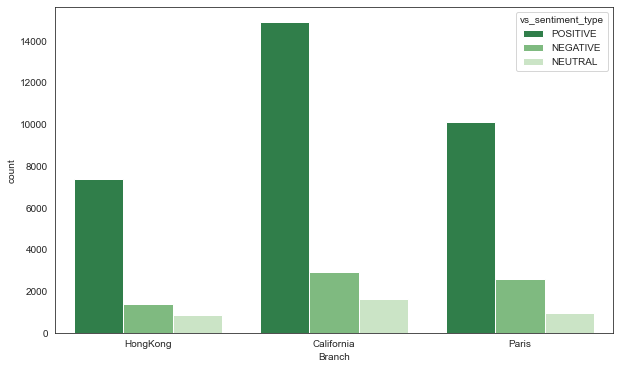 vs_sentiment_type
POSITIVE
NEGATIVE
NEUTRAL
14000
12000
10000
8000
6000
4000
2000
0
count
HongKong California Paris
Branch